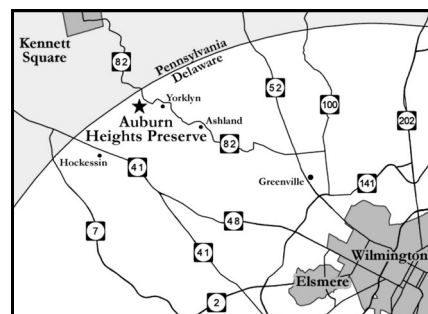 Kennett
Square
82
Pennsylvania
Delaware
52
100
202
Yorklyn
Ashland
Auburn
Heights Preserve
82
Hockessin
41
Greenville
141
7
48
41
Wilmington
Elsmere
2